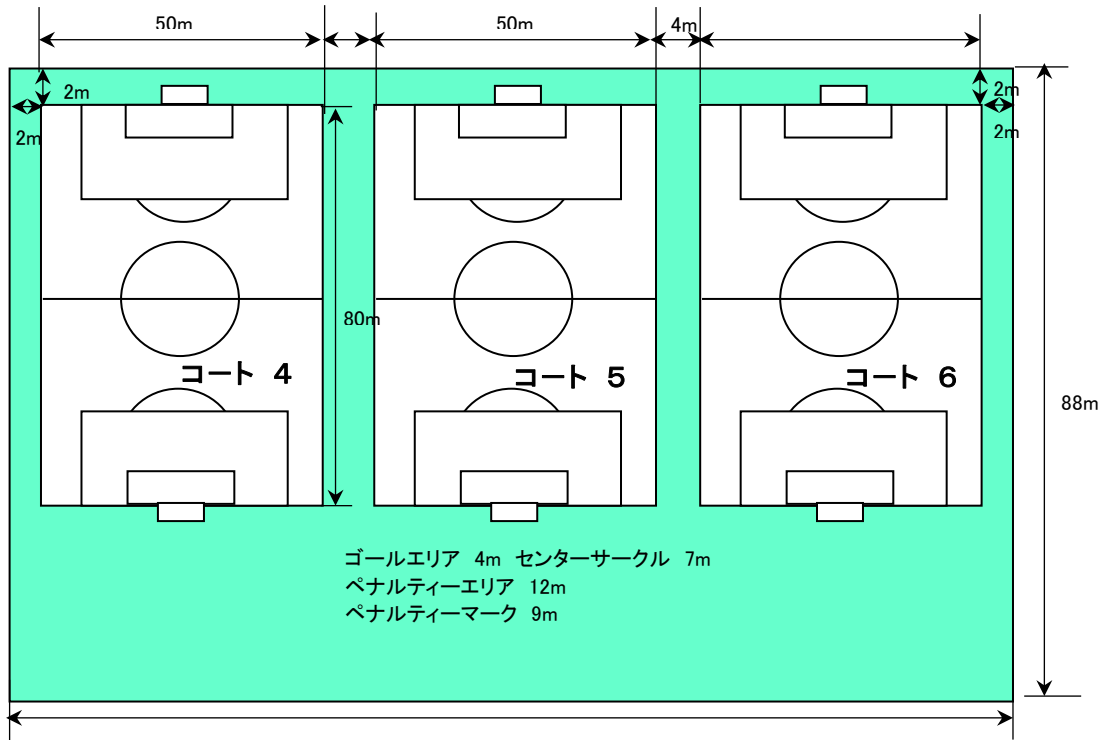 50m
50m
4m
2m
2m
2m
2m
80m
コート 4
コート 5
コート 6
88m
ゴールエリア 4m センターサークル 7m
ペナルティーエリア 12m
ペナルティーマーク 9m